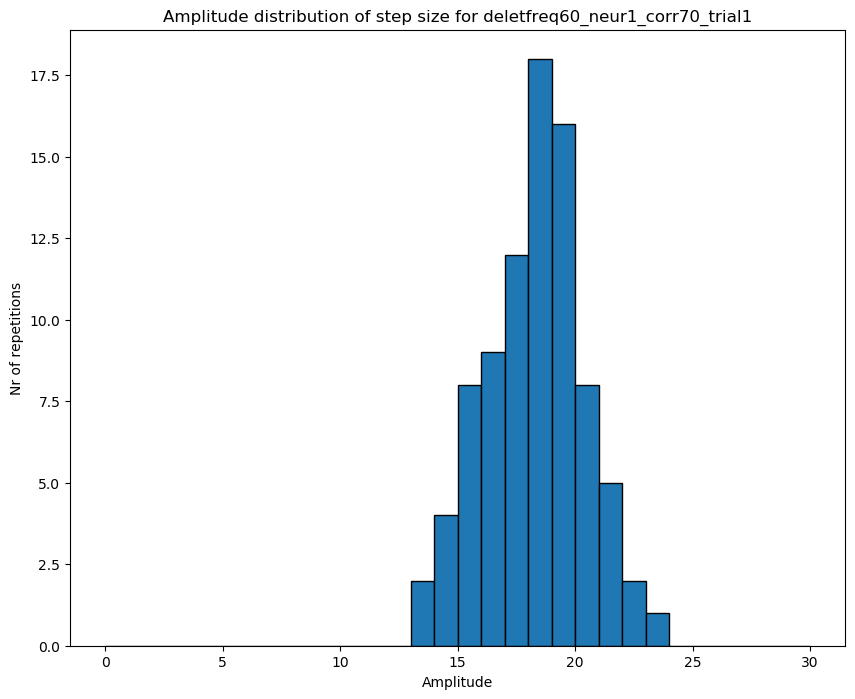 Amplitude distribution of step size for deletfreq60_neur1_corr70_trial1
17.5
15.0
12.5
10.0
7.5
5.0
2.5
0.0
Nr of repetitions
0 5 10 15 20 25 30
Amplitude